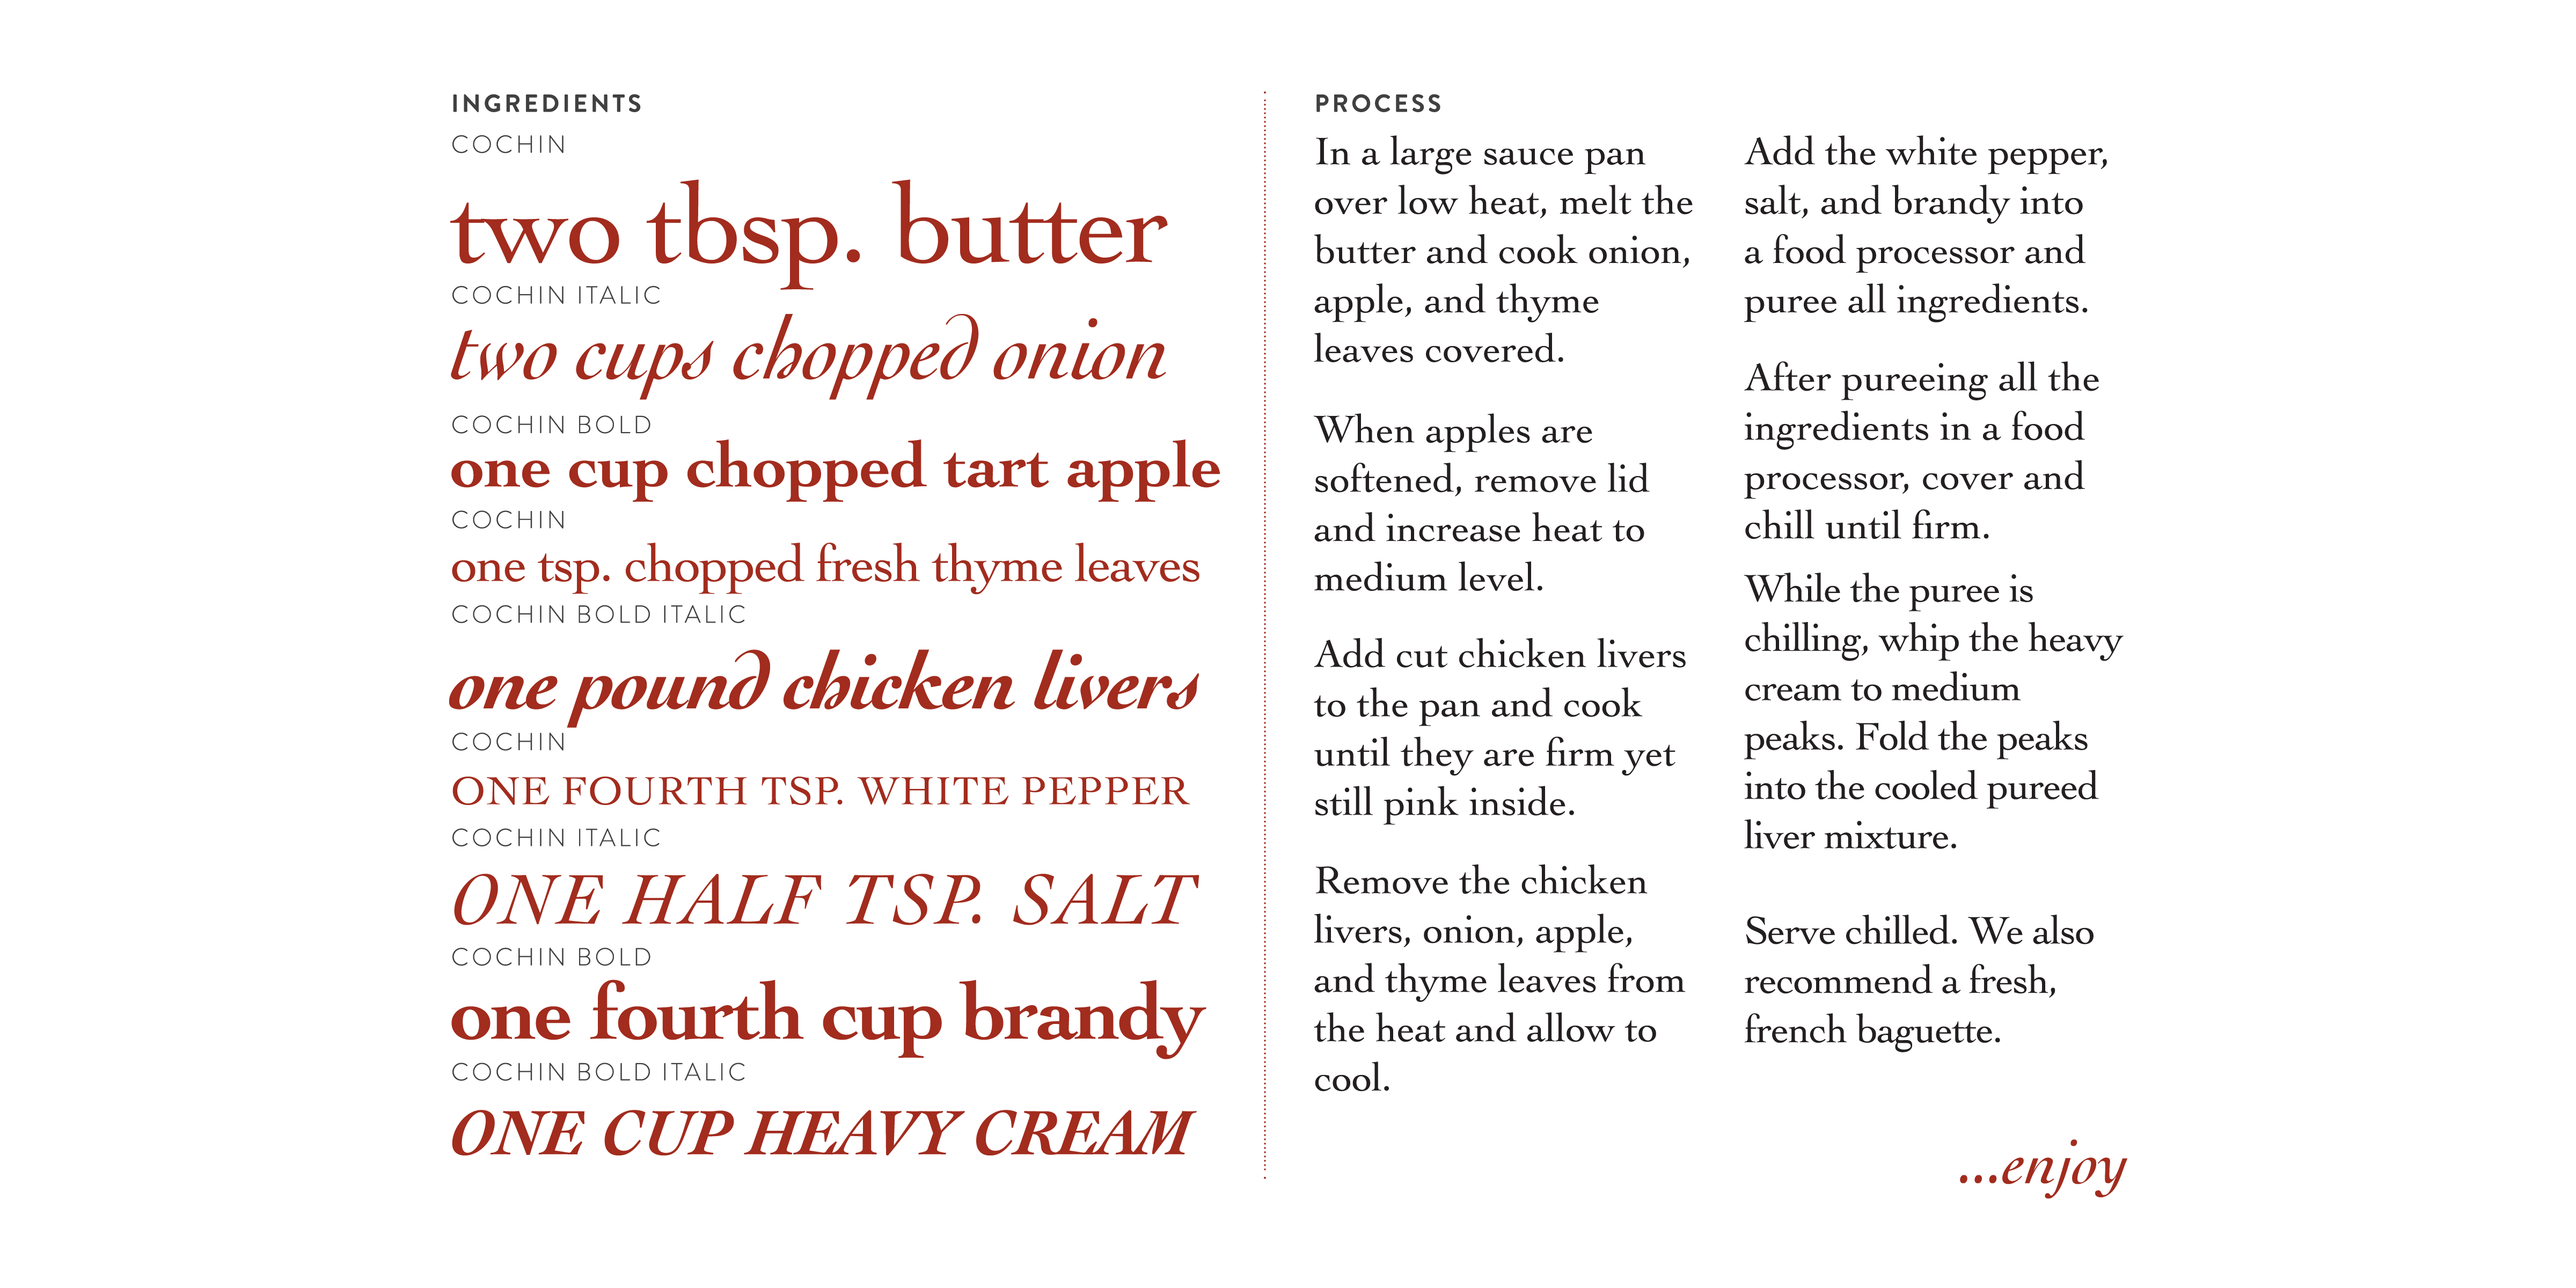 INGREDIENTS
COCHIN
two tbsp. butter
COCHIN ITALIC
two cups chopped onion
COCHIN BOLD
one cup chopped tart apple
COCHIN
one tsp. chopped fresh thyme leaves
COCHIN BOLD ITALIC
one pound chicken livers
COCHIN
ONE FOURTH TSP. WHITE PEPPER
COCHIN ITALIC
ONE HALF TSP. SALT
COCHIN BOLD
one fourth cup brandy
COCHIN BOLD ITALIC
ONE CUP HEAVY CREAM
PROCESS
In a large sauce pan
over low heat, melt the
butter and cook onion,
apple, and thyme
leaves covered.
When apples are
softened, remove lid
and increase heat to
medium level.
Add cut chicken livers
to the pan and cook
until they are firm yet
still pink inside.
Remove the chicken
livers, onion, apple,
and thyme leaves from
the heat and allow to
cool.
Add the white pepper,
salt, and brandy into
a food processor and
puree all ingredients.
After pureeing all the
ingredients in a food
processor, cover and
chill until firm.
While the puree is
chilling, whip the heavy
cream to medium
peaks. Fold the peaks
into the cooled pureed
liver mixture.
Serve chilled. We also
recommend a fresh,
french baguette.
...enjoy